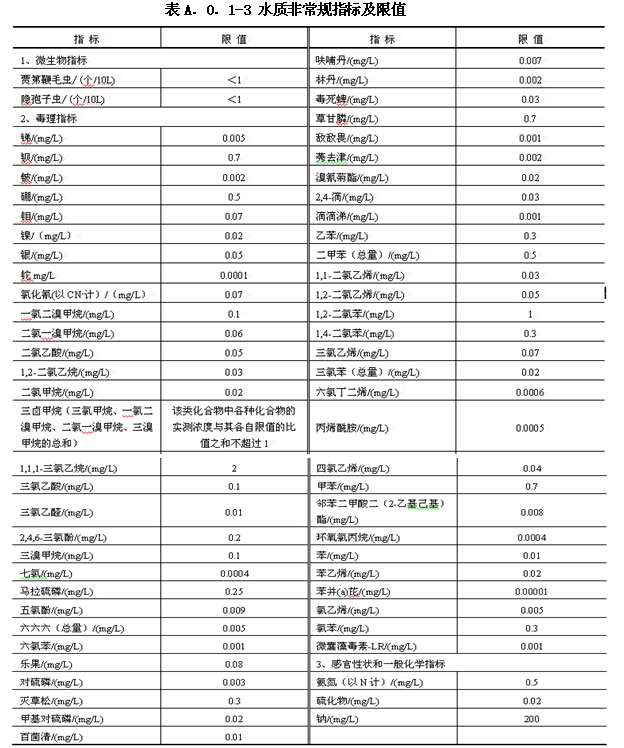 表A. 0. 1-3 水质非常规指标及限值
指 标 限 值 指 标 限 值
1、微生物指标 呋喃丹/(mg/L) 0.007
贾第鞭毛虫/(个/10L) ＜1 林丹/(mg/L) 0.002
隐孢子虫/(个/10L) ＜1 毒死蜱/(mg/L) 0.03
2、毒理指标 草甘膦/(mg/L) 0.7
锑/(mg/L) 0.005 敌敌畏/(mg/L) 0.001
钡/(mg/L) 0.7 莠去津/(mg/L) 0.002
铍/(mg/L) 0.002 溴氰菊酯/(mg/L) 0.02
硼/(mg/L) 0.5 2,4-滴/(mg/L) 0.03
钼/(mg/L) 0.07 滴滴涕/(mg/L) 0.001
镍/（mg/L） 0.02 乙苯/(mg/L) 0.3
银/(mg/L) 0.05 二甲苯（总量）/(mg/L) 0.5
铊 mg/L 0.0001 1,1-二氯乙烯/(mg/L) 0.03
氯化氰(以CN⁻计）/（mg/L） 0.07 1,2-二氯乙烯/(mg/L) 0.05
一氯二溴甲烷/(mg/L) 0.1 1,2-二氯苯/(mg/L) 1
二氯一溴甲烷/(mg/L) 0.06 1,4-二氯苯/(mg/L) 0.3
二氯乙酸/(mg/L) 0.05 三氯乙烯/(mg/L) 0.07
1,2-二氯乙烷/(mg/L) 0.03 三氯苯（总量）/(mg/L) 0.02
二氯甲烷/(mg/L) 0.02 六氯丁二烯/(mg/L) 0.0006
三卤甲烷（三氯甲烷、一氯二 该类化合物中各种化合物的
溴甲烷、二氯一溴甲烷、三溴 实测浓度与其各自限值的比 丙烯酰胺/(mg/L) 0.0005
甲烷的总和） 值之和不超过1
1,1,1-三氯乙烷/(mg/L) 2 四氯乙烯/(mg/L) 0.04
三氯乙酸/(mg/L) 0.1 甲苯/(mg/L) 0.7
三氯乙醛/(mg/L) 0.01 邻苯二甲酸二（2-乙基己基）
酯/(mg/L) 0.008
2,4,6-三氯酚/(mg/L) 0.2 环氧氯丙烷/(mg/L) 0.0004
三溴甲烷/(mg/L) 0.1 苯/(mg/L) 0.01
七氯/(mg/L) 0.0004 苯乙烯/(mg/L) 0.02
马拉硫磷/(mg/L) 0.25 苯并(a)芘/(mg/L) 0.00001
五氯酚/(mg/L) 0.009 氯乙烯/(mg/L) 0.005
六六六（总量）/(mg/L) 0.005 氯苯/(mg/L) 0.3
六氯苯/(mg/L) 0.001 微囊藻毒素-LR/(mg/L) 0.001
乐果/(mg/L) 0.08 3、感官性状和一般化学指标
对硫磷/(mg/L) 0.003 氨氮（以N计）/(mg/L) 0.5
灭草松/(mg/L) 0.3 硫化物/(mg/L) 0.02
甲基对硫磷/(mg/L) 0.02 钠/(mg/L) 200
百菌清/(mg/L) 0.01